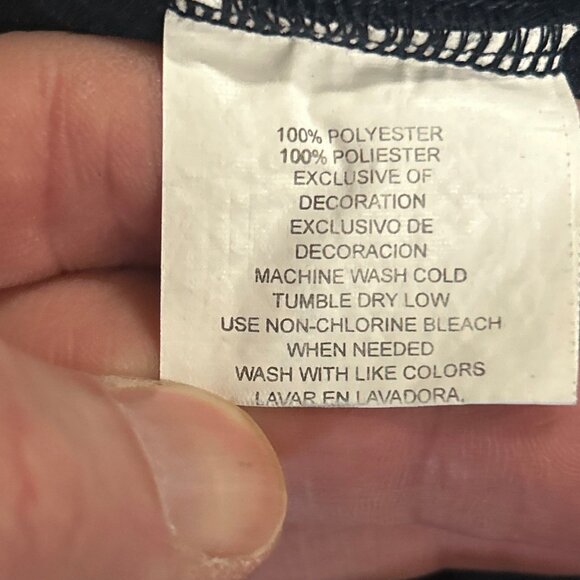 100% POLYESTER
100% POLIESTER
EXCLUSIVE OF
DECORATION
EXCLUSIVO DE
DECORACION
MACHINE WASH COLD
TUMBLE DRY LOW
USE NON-CHLORINE BLEACH
WHEN NEEDED
WASH WITH LIKE COLORS
LAVAR EN LAVADORA,